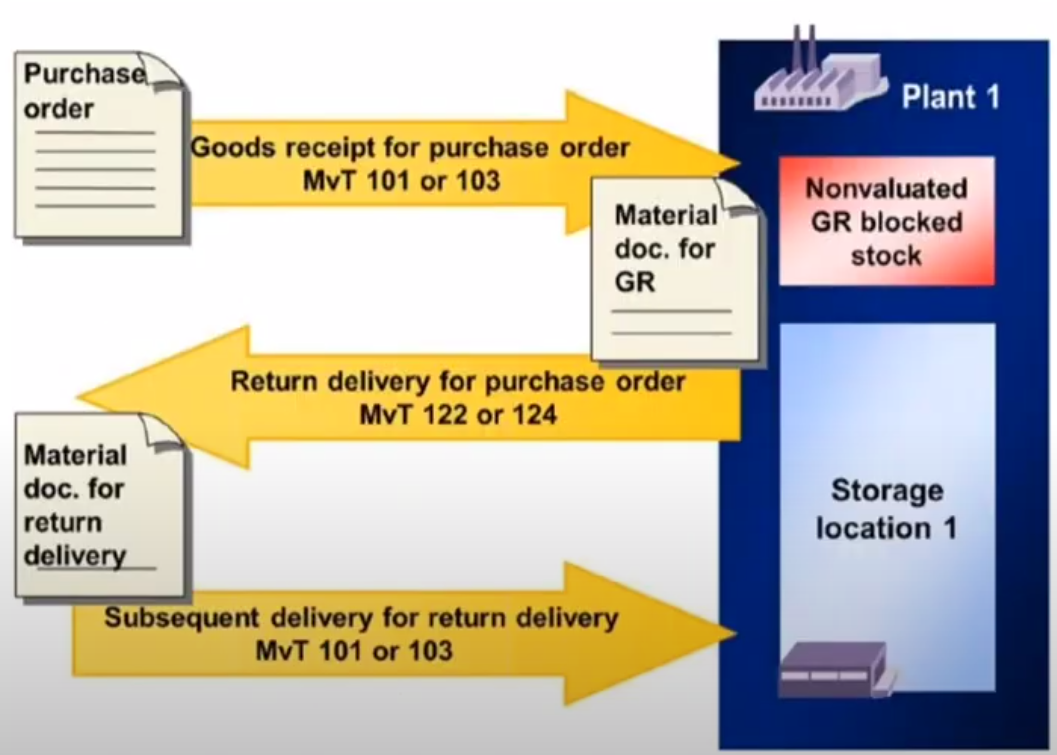 Purchase
order
Goods receipt for purchase order
MvT 101 or 103
Plant 1
Nonvaluated
GR blocked
stock
Material
doc. for
GR
Return delivery for purchase order
MvT 122 or 124
Material
doc. for
return
delivery
Storage
location 1
Subsequent delivery for return delivery
MvT 101 or 103